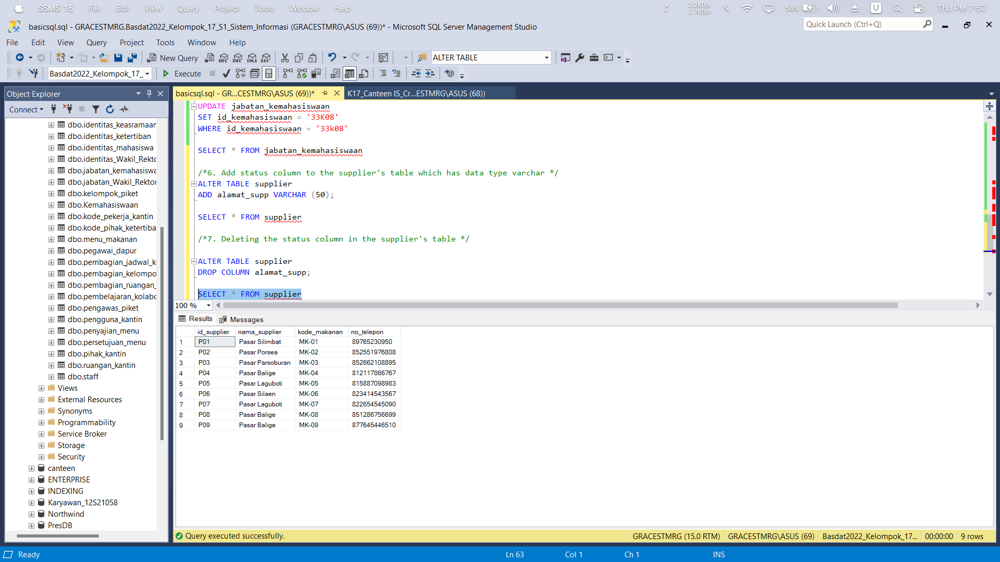 SSMS 18 File Edit View Query Project Tools Window Help 2.2KB/s 2.7KB/s 58% U Thu PM 7:50
basicsql.sql - GRACESTMRG.Basdat2022_Kelompok_17_S1_Sistem_Informasi (GRACESTMRG\ASUS (69))* - Microsoft SQL Server Management Studio
Quick Launch (Ctrl+Q)
File Edit View Query Project Tools Window Help
New Query MDX DMX XMLA DAX ALTER TABLE
Basdat2022_Kelompok_17_ Execute
Object Explorer
Connect
dbo.identitas_keasramaan
dbo.identitas_ketertiban
dbo.identitas_mahasiswa
dbo.identitas_Wakil_Rekto
dbo.jabatan_kemahasiswa
dbo.jabatan_Wakil_Rektor
dbo.kelompok_piket
dbo.Kemahasiswaan
dbo.kode_pekerja_kantin
dbo.kode_pihak_ketertiba
dbo.menu_makanan
dbo.pegawai_dapur
dbo.pembagian_jadwal_k
dbo.pembagian_kelompo
dbo.pembagian_ruangan_
dbo.pembelajaran_kolabo
dbo.pengawas_piket
dbo.pengguna_kantin
dbo.penyajian_menu
dbo.persetujuan_menu
dbo.pihak_kantin
dbo.ruangan_kantin
dbo.staff
Views
External Resources
Synonyms
Programmability
Service Broker
Storage
Security
canteen
ENTERPRISE
INDEXING
Karyawan_12S21058
Northwind
PresDB
basicsql.sql - GR...CESTMRG\ASUS (69))* K17_Canteen IS_Cr...ESTMRG\ASUS (68))
UPDATE jabatan_kemahasiswaan
SET id_kemahasiswaan = '33K08'
WHERE id_kemahasiswaan = '33k08'
SELECT * FROM jabatan_kemahasiswaan
/*6. Add status column to the supplier's table which has data type varchar */
ALTER TABLE supplier
ADD alamat_supp VARCHAR (50);
SELECT * FROM supplier
/*7. Deleting the status column in the supplier's table */
ALTER TABLE supplier
DROP COLUMN alamat_supp;
SELECT * FROM supplier
100 %
Results Messages
id_supplier nama_supplier kode_makanan no_telepon
1 P01 Pasar Silimbat MK-01 89765230950
2 P02 Pasar Porsea MK-02 852551976808
3 P03 Pasar Parsoburan MK-03 852662108895
4 P04 Pasar Balige MK-04 812117866767
5 P05 Pasar Laguboti MK-05 815887098983
6 P06 Pasar Silaen MK-06 823414543567
7 P07 Pasar Laguboti MK-07 822654545090
8 P08 Pasar Balige MK-08 851286756699
9 P09 Pasar Balige MK-09 877645446510
Query executed successfully. GRACESTMRG (15.0 RTM) GRACESTMRG\ASUS (69) Basdat2022_Kelompok_17... 00:00:00 9 rows
Ready Ln 63 Col 1 Ch 1 INS